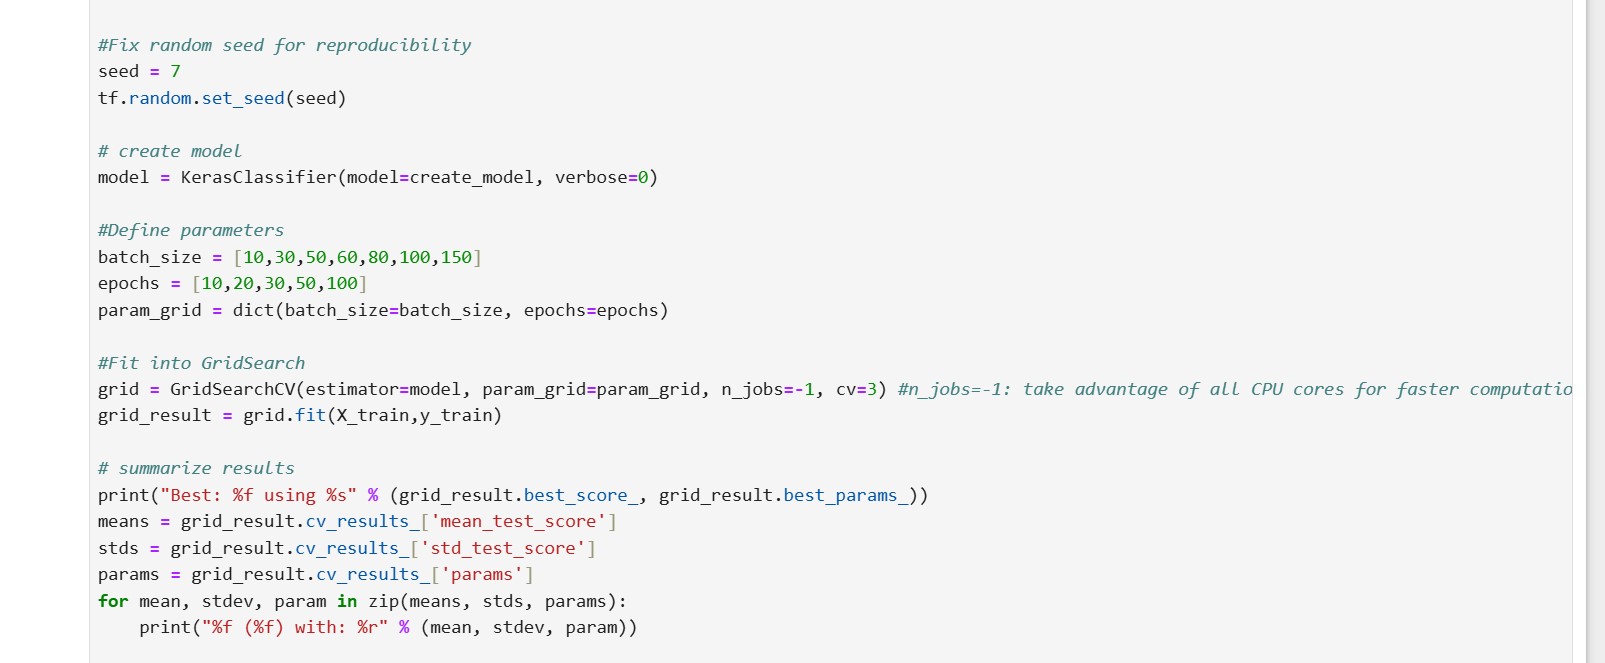 #Fix random seed for reproducibility
seed = 7
tf.random.set_seed(seed)
# create model
model = KerasClassifier(model=create_model, verbose=0)
#Define parameters
batch_size = [10,30,50,60,80,100,150]
epochs = [10,20,30,50,100]
param_grid = dict(batch_size=batch_size, epochs=epochs)
#Fit into GridSearch
grid = GridSearchCV(estimator=model, param_grid=param_grid, n_jobs=-1, cv=3) #n_jobs=-1: take advantage of all CPU cores for faster computatio
grid_result = grid.fit(X_train,y_train)
# summarize results
print("Best: %f using %s" % (grid_result.best_score_, grid_result.best_params_))
means = grid_result.cv_results_['mean_test_score']
stds = grid_result.cv_results_['std_test_score']
params = grid_result.cv_results_['params']
for mean, stdev, param in zip(means, stds, params):
    print("%f (%f) with: %r" % (mean, stdev, param))